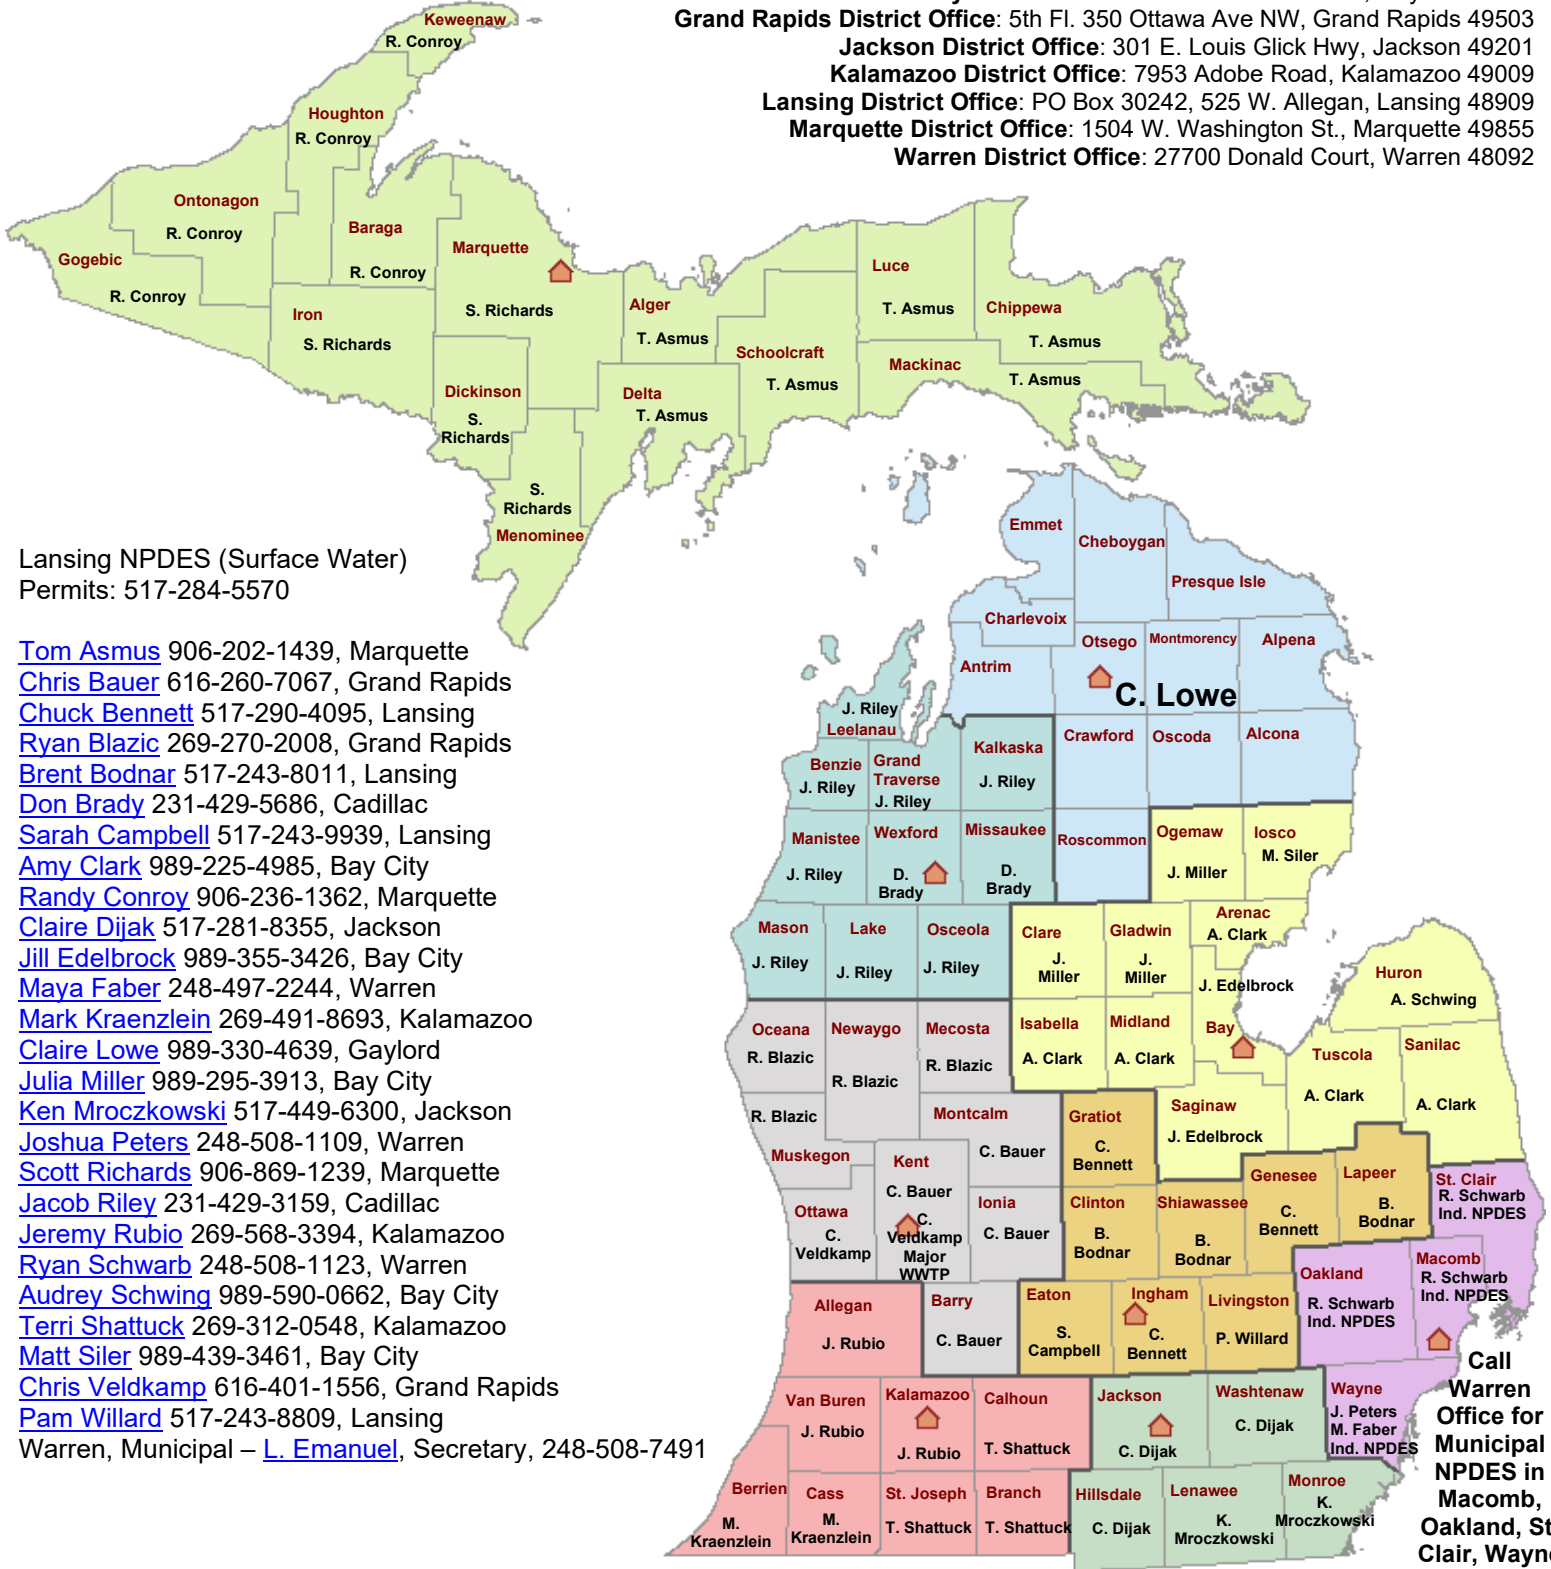 Grand Rapids District Office: 5th Fl. 350 Ottawa Ave NW, Grand Rapids 49503
Jackson District Office: 301 E. Louis Glick Hwy, Jackson 49201
Kalamazoo District Office: 7953 Adobe Road, Kalamazoo 49009
Lansing District Office: PO Box 30242, 525 W. Allegan, Lansing 48909
Marquette District Office: 1504 W. Washington St., Marquette 49855
Warren District Office: 27700 Donald Court, Warren 48092
Keweenaw
R. Conroy
Houghton
R. Conroy
Ontonagon
R. Conroy
Baraga
R. Conroy
Gogebic
R. Conroy
Marquette
S. Richards
Iron
S. Richards
Alger
T. Asmus
Luce
T. Asmus
Chippewa
T. Asmus
Schoolcraft
T. Asmus
Mackinac
T. Asmus
Dickinson
S.
Richards
Delta
T. Asmus
S.
Richards
Menominee
Lansing NPDES (Surface Water)
Permits: 517-284-5570
Tom Asmus 906-202-1439, Marquette
Chris Bauer 616-260-7067, Grand Rapids
Chuck Bennett 517-290-4095, Lansing
Ryan Blazic 269-270-2008, Grand Rapids
Brent Bodnar 517-243-8011, Lansing
Don Brady 231-429-5686, Cadillac
Sarah Campbell 517-243-9939, Lansing
Amy Clark 989-225-4985, Bay City
Randy Conroy 906-236-1362, Marquette
Claire Dijak 517-281-8355, Jackson
Jill Edelbrock 989-355-3426, Bay City
Maya Faber 248-497-2244, Warren
Mark Kraenzlein 269-491-8693, Kalamazoo
Claire Lowe 989-330-4639, Gaylord
Julia Miller 989-295-3913, Bay City
Ken Mroczkowski 517-449-6300, Jackson
Joshua Peters 248-508-1109, Warren
Scott Richards 906-869-1239, Marquette
Jacob Riley 231-429-3159, Cadillac
Jeremy Rubio 269-568-3394, Kalamazoo
Ryan Schwarb 248-508-1123, Warren
Audrey Schwing 989-590-0662, Bay City
Terri Shattuck 269-312-0548, Kalamazoo
Matt Siler 989-439-3461, Bay City
Chris Veldkamp 616-401-1556, Grand Rapids
Pam Willard 517-243-8809, Lansing
Warren, Municipal – L. Emanuel, Secretary, 248-508-7491
Emmet
Cheboygan
Presque Isle
Charlevoix
Otsego
Montmorency
Alpena
Antrim
C. Lowe
Crawford
Oscoda
Alcona
Roscommon
J. Riley
Leelanau
Benzie
J. Riley
Grand
Traverse
J. Riley
Kalkaska
J. Riley
Manistee
J. Riley
Wexford
D.
Brady
Missaukee
D.
Brady
Mason
J. Riley
Lake
J. Riley
Osceola
J. Riley
Ogemaw
J. Miller
Iosco
M. Siler
Clare
J.
Miller
Gladwin
J.
Miller
Arenac
A. Clark
J. Edelbrock
Bay
Isabella
A. Clark
Midland
A. Clark
Huron
A. Schwing
Tuscola
A. Clark
Sanilac
A. Clark
Saginaw
J. Edelbrock
Oceana
R. Blazic
Newaygo
R. Blazic
Mecosta
R. Blazic
R. Blazic
Muskegon
Montcalm
C. Bauer
Kent
C. Bauer
C.
Veldkamp
Major
WWTP
Ottawa
C.
Veldkamp
Ionia
C. Bauer
Barry
C. Bauer
Gratiot
C.
Bennett
Clinton
B.
Bodnar
Shiawassee
B.
Bodnar
Genesee
C.
Bennett
Lapeer
B.
Bodnar
Eaton
S.
Campbell
Ingham
C.
Bennett
Livingston
P. Willard
St. Clair
R. Schwarb
Ind. NPDES
Macomb
R. Schwarb
Ind. NPDES
Oakland
R. Schwarb
Ind. NPDES
Wayne
J. Peters
M. Faber
Ind. NPDES
Call
Warren
Office for
Municipal
NPDES in
Macomb,
Oakland, St
Clair, Wayne
Allegan
J. Rubio
Van Buren
J. Rubio
Kalamazoo
J. Rubio
Calhoun
T. Shattuck
Berrien
M.
Kraenzlein
Cass
M.
Kraenzlein
St. Joseph
T. Shattuck
Branch
T. Shattuck
Jackson
C. Dijak
Washtenaw
C. Dijak
Hillsdale
C. Dijak
Lenawee
K.
Mroczkowski
Monroe
K.
Mroczkowski